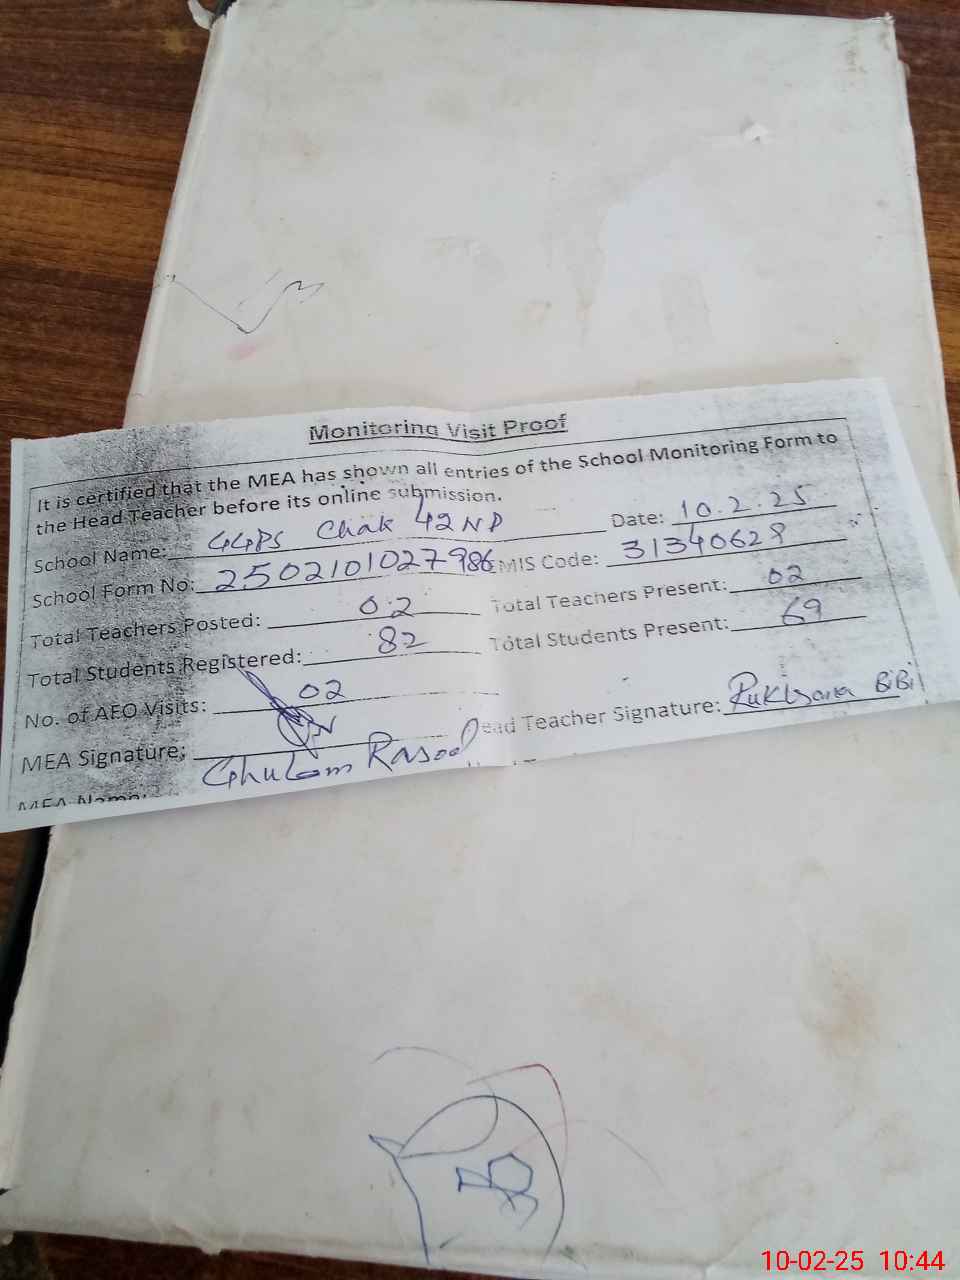 Monitoring Visit Proof
It is certified that the MEA has shown all entries of the School Monitoring Form to
the Head Teacher before its online submission.
School Name: GGPS Chak 42 NP Date: 10.2.25
School Form No: 2502101027986 EMIS Code: 31340628
Total Teachers Posted: 02 Total Teachers Present: 02
Total Students Registered: 82 Total Students Present: 69
No. of AEO Visits: 02
MEA Signature: Head Teacher Signature: Rukhsana BiBi
MEA Name: Ghulam Rasool
10-02-25 10:44